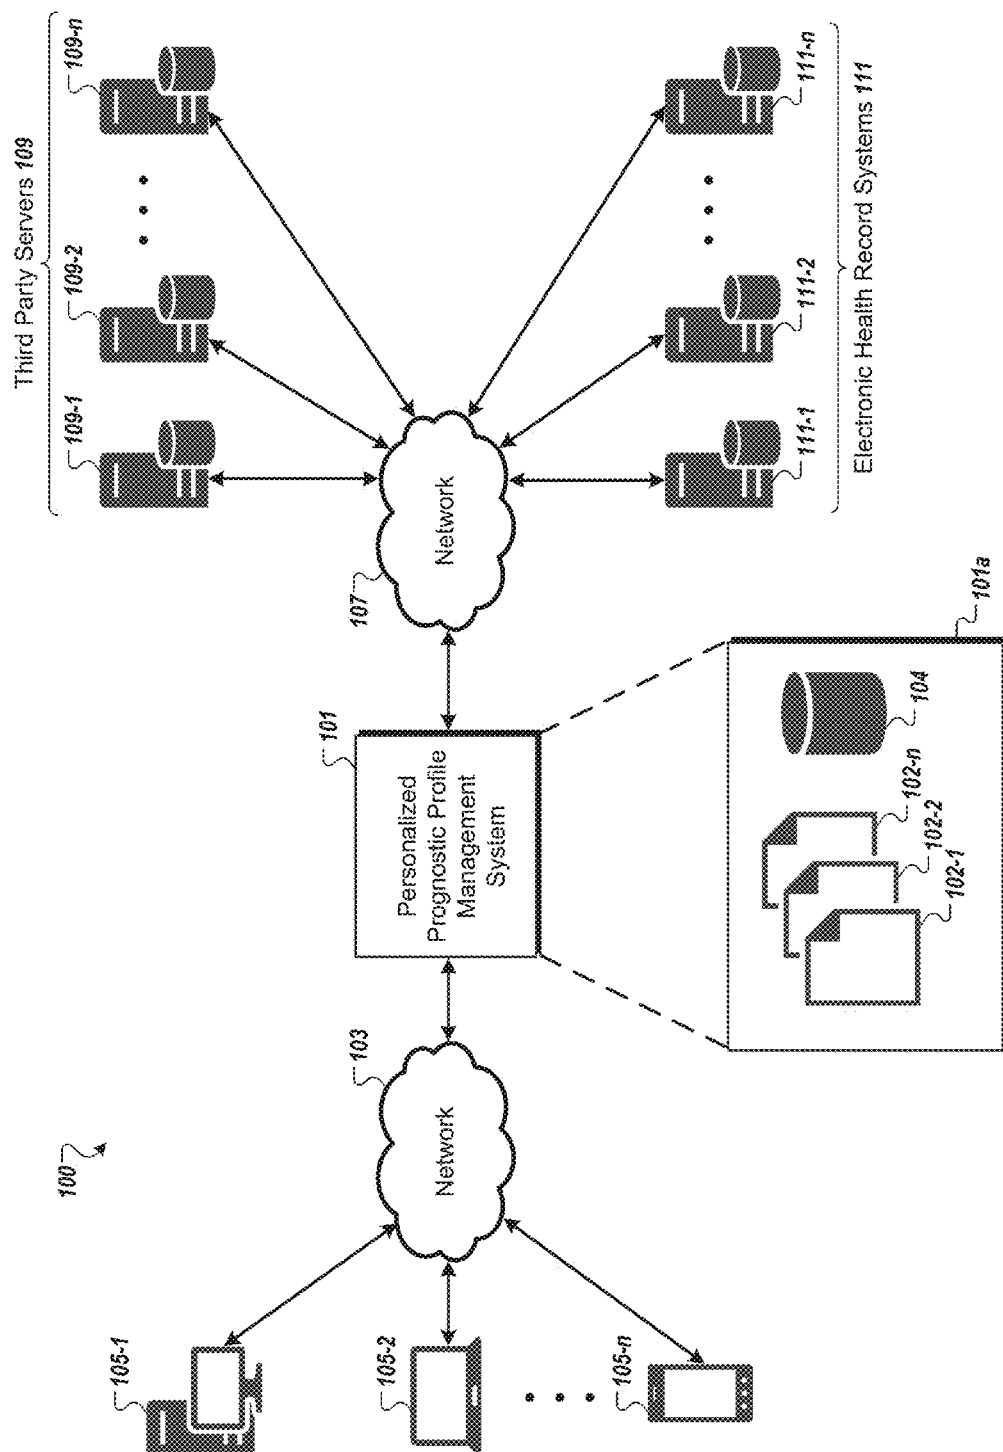 100
105-1
105-2
105-n
103
Network
101
Personalized
Prognostic Profile
Management
System
107
Network
Third Party Servers 109
109-1
109-2
109-n
111-1
111-2
111-n
Electronic Health Record Systems 111
102-1
102-2
102-n
104
101a